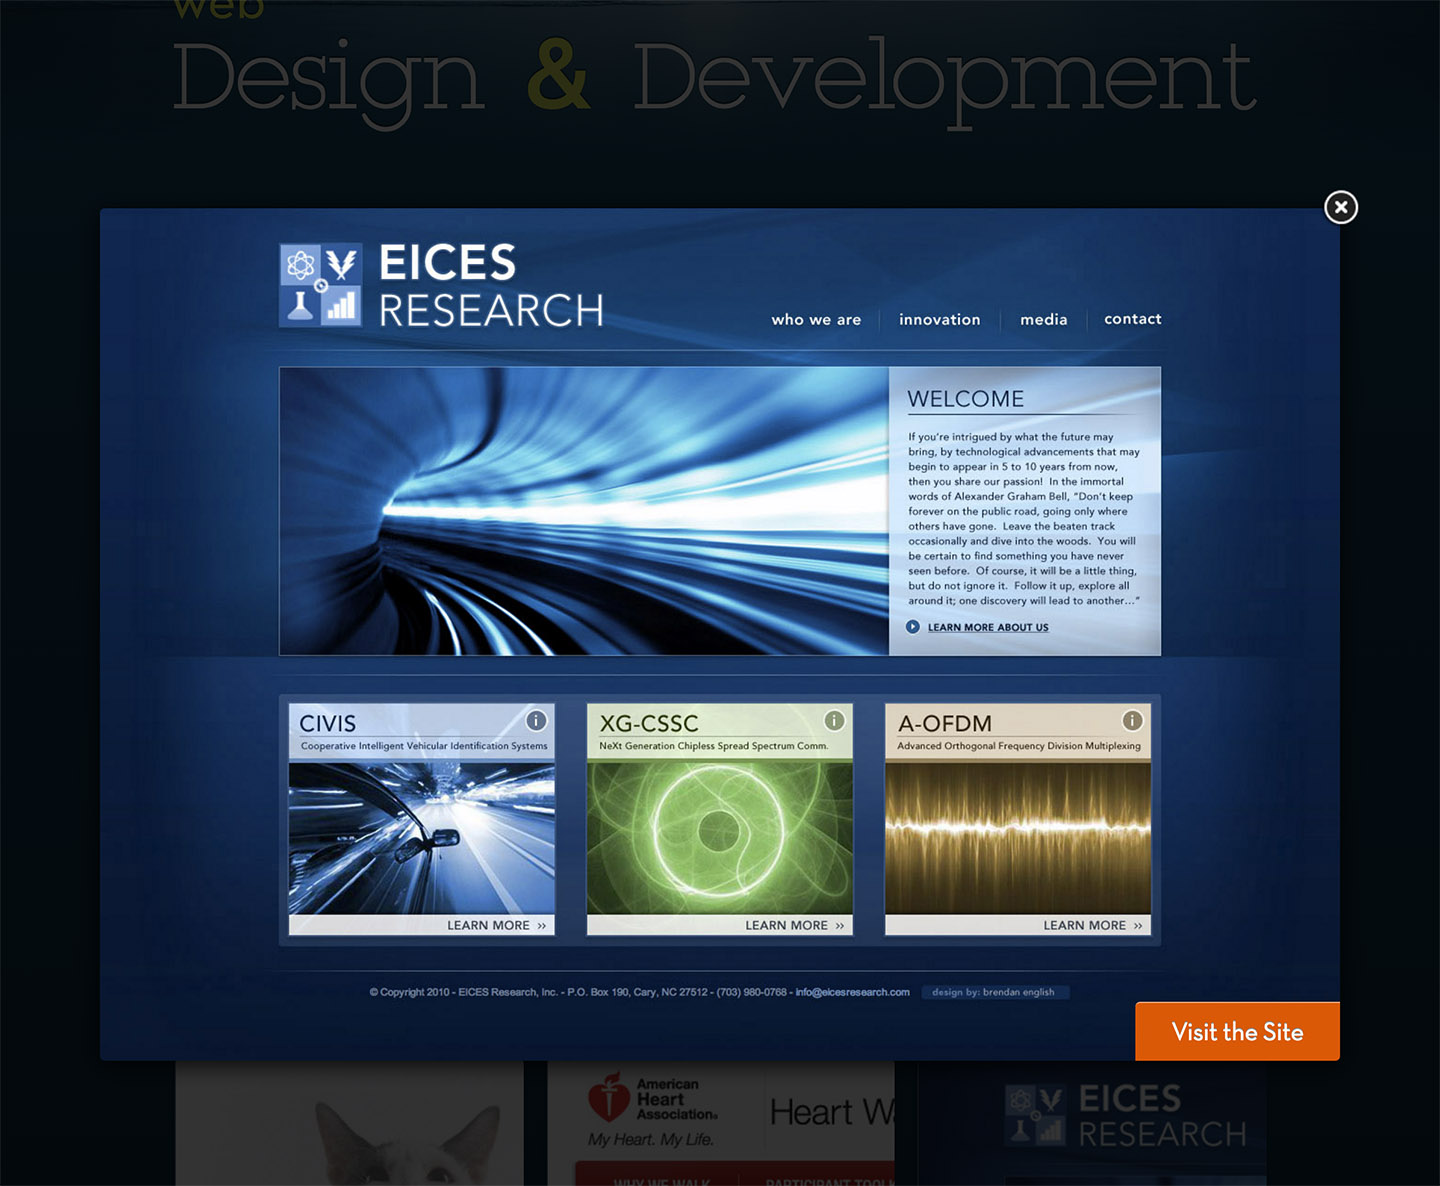 web
Design & Development
EICES
RESEARCH
who we are
innovation
media
contact
WELCOME
If you're intrigued by what the future may
bring, by technological advancements that may
begin to appear in 5 to 10 years from now,
then you share our passion! In the immortal
words of Alexander Graham Bell, "Don't keep
forever on the public road, going only where
others have gone. Leave the beaten track
occasionally and dive into the woods. You will
be certain to find something you have never
seen before. Of course, it will be a little thing,
but do not ignore it. Follow it up, explore all
around it; one discovery will lead to another..."
LEARN MORE ABOUT US
CIVIS
Cooperative Intelligent Vehicular Identification Systems
LEARN MORE »
XG-CSSC
NeXt Generation Chipless Spread Spectrum Comm.
LEARN MORE »
A-OFDM
Advanced Orthogonal Frequency Division Multiplexing
LEARN MORE »
© Copyright 2010 - EICES Research, Inc. - P.O. Box 190, Cary, NC 27512 - (703) 980-0768 - info@eicesresearch.com
design by: brendan english
Visit the Site
American
Heart
Association®
My Heart. My Life.
Heart W
WHY WE WALK
PARTICIPANT TOOLK
EICES
RESEARCH